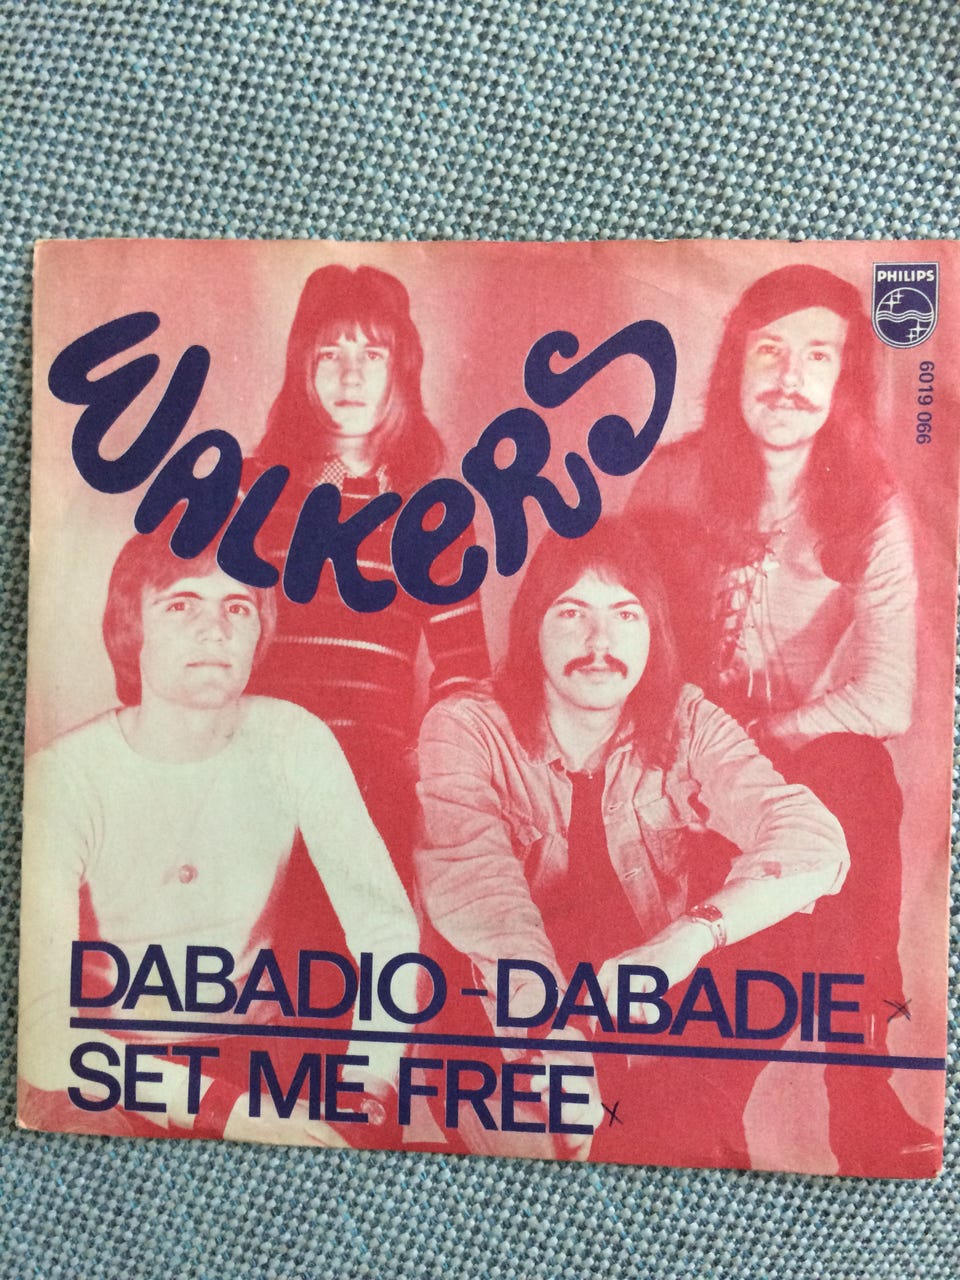 PHILIPS
6019 066
WALKERS
DABADIO-DABADIE x
SET ME FREE x